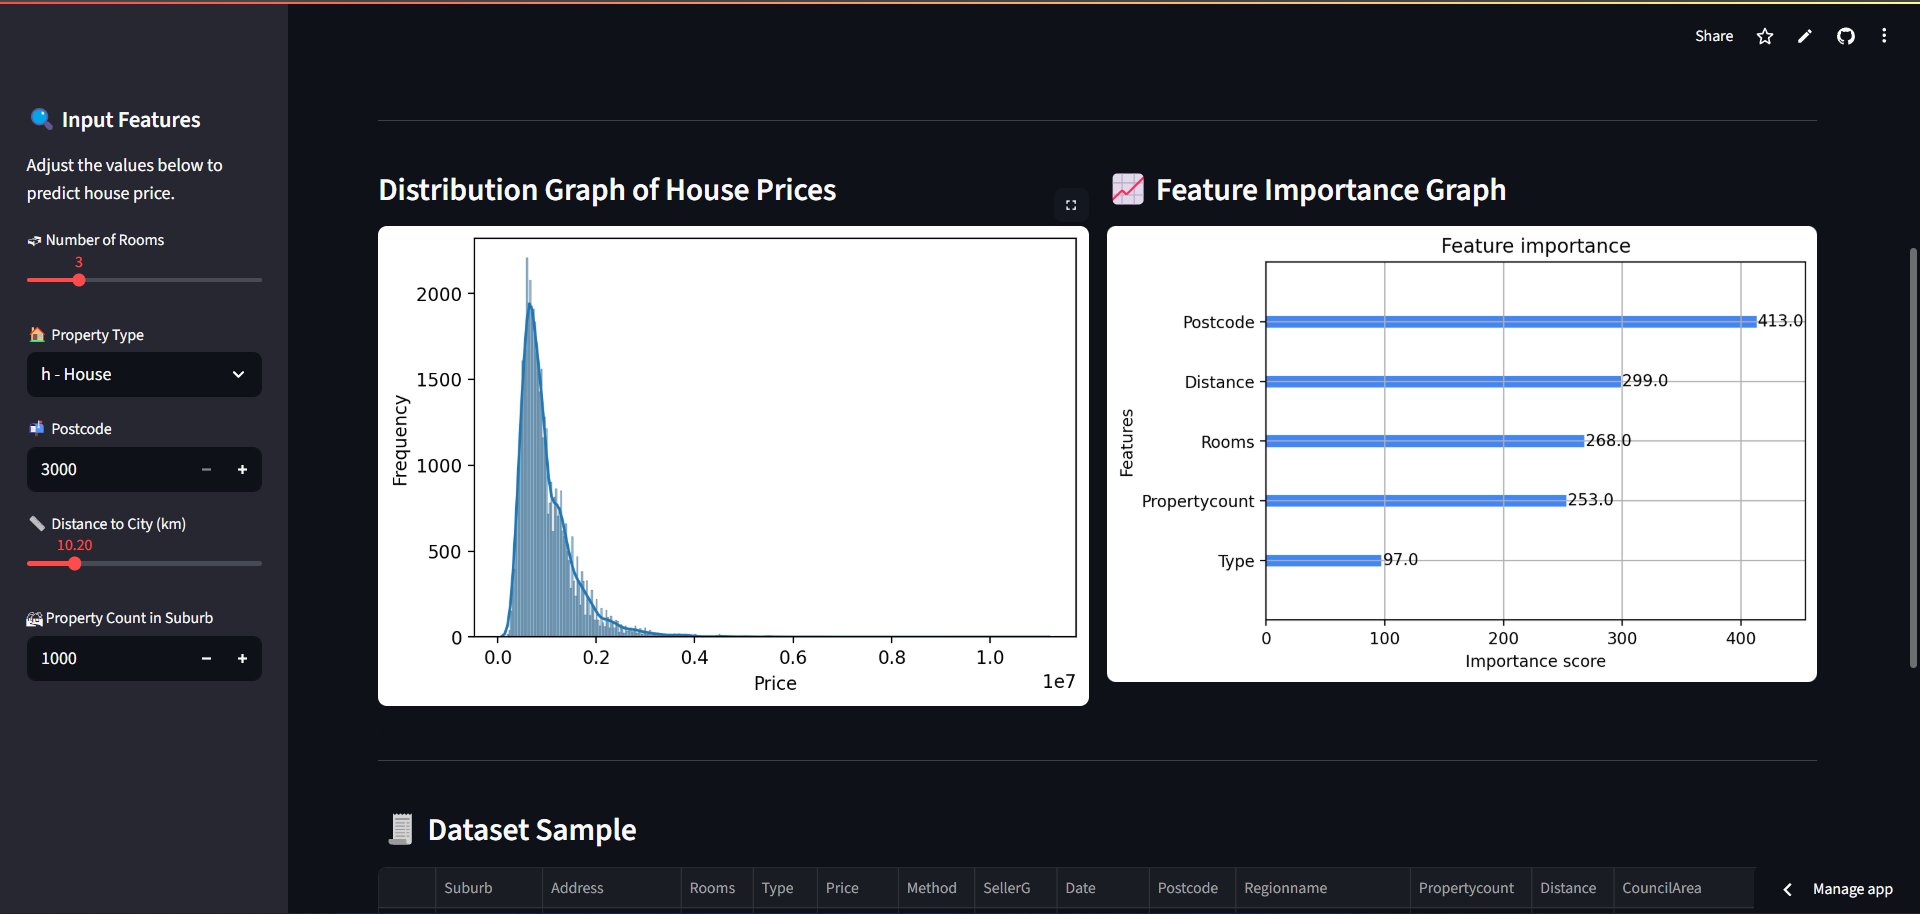 Share
Input Features
Adjust the values below to
predict house price.
Number of Rooms
3
Property Type
h - House
Postcode
3000
Distance to City (km)
10.20
Property Count in Suburb
1000
Distribution Graph of House Prices
Frequency
2000
1500
1000
500
0
0.0 0.2 0.4 0.6 0.8 1.0
Price
1e7
Feature Importance Graph
Feature importance
Features
Postcode 413.0
Distance 299.0
Rooms 268.0
Propertycount 253.0
Type 97.0
0 100 200 300 400
Importance score
Dataset Sample
Suburb Address Rooms Type Price Method SellerG Date Postcode Regionname Propertycount Distance CouncilArea
Manage app